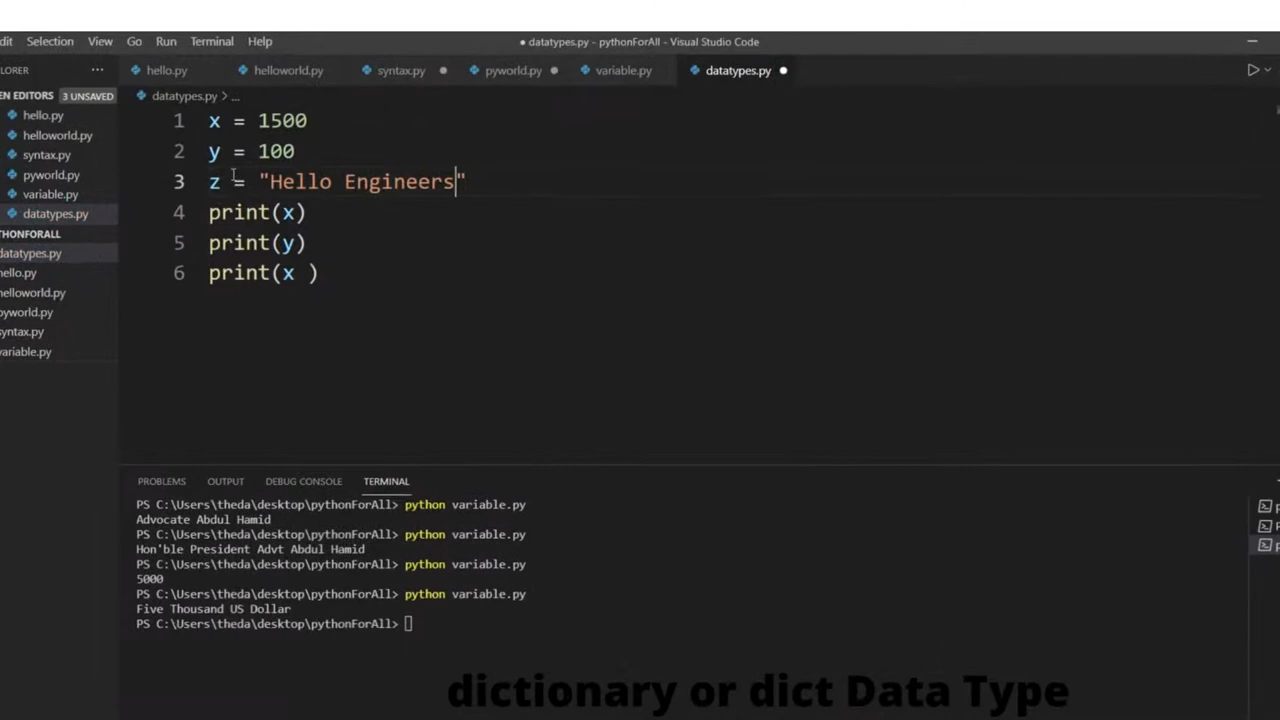 dit Selection View Go Run Terminal Help ● datatypes.py - pythonForAll - Visual Studio Code
LORER ··· hello.py helloworld.py syntax.py ● pyworld.py ● variable.py datatypes.py ●
EN EDITORS 3 UNSAVED
datatypes.py > ...
hello.py
helloworld.py
syntax.py
pyworld.py
variable.py
datatypes.py
THONFORALL
datatypes.py
hello.py
helloworld.py
pyworld.py
syntax.py
variable.py
1 x = 1500
2 y = 100
3 z = "Hello Engineers"
4 print(x)
5 print(y)
6 print(x )
PROBLEMS OUTPUT DEBUG CONSOLE TERMINAL
PS C:\Users\theda\desktop\pythonForAll> python variable.py
Advocate Abdul Hamid
PS C:\Users\theda\desktop\pythonForAll> python variable.py
Hon'ble President Advt Abdul Hamid
PS C:\Users\theda\desktop\pythonForAll> python variable.py
5000
PS C:\Users\theda\desktop\pythonForAll> python variable.py
Five Thousand US Dollar
PS C:\Users\theda\desktop\pythonForAll>
dictionary or dict Data Type